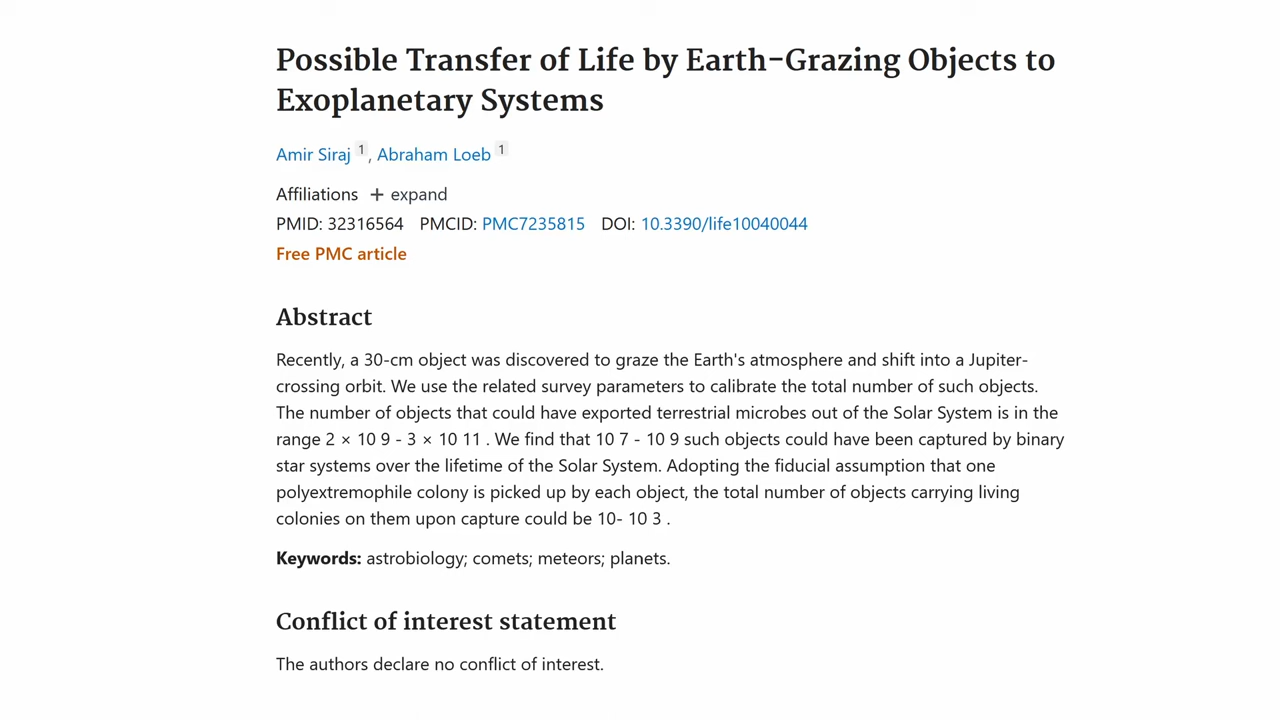 Possible Transfer of Life by Earth-Grazing Objects to
Exoplanetary Systems
Amir Siraj 1, Abraham Loeb 1
Affiliations + expand
PMID: 32316564 PMCID: PMC7235815 DOI: 10.3390/life10040044
Free PMC article
Abstract
Recently, a 30-cm object was discovered to graze the Earth's atmosphere and shift into a Jupiter-
crossing orbit. We use the related survey parameters to calibrate the total number of such objects.
The number of objects that could have exported terrestrial microbes out of the Solar System is in the
range 2 × 10 9 - 3 × 10 11 . We find that 10 7 - 10 9 such objects could have been captured by binary
star systems over the lifetime of the Solar System. Adopting the fiducial assumption that one
polyextremophile colony is picked up by each object, the total number of objects carrying living
colonies on them upon capture could be 10- 10 3 .
Keywords: astrobiology; comets; meteors; planets.
Conflict of interest statement
The authors declare no conflict of interest.